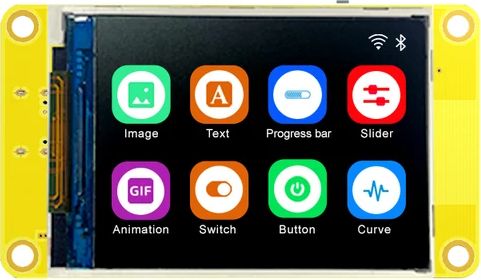 Image
A
Text
Progress bar
Slider
GIF
Animation
Switch
Button
Curve